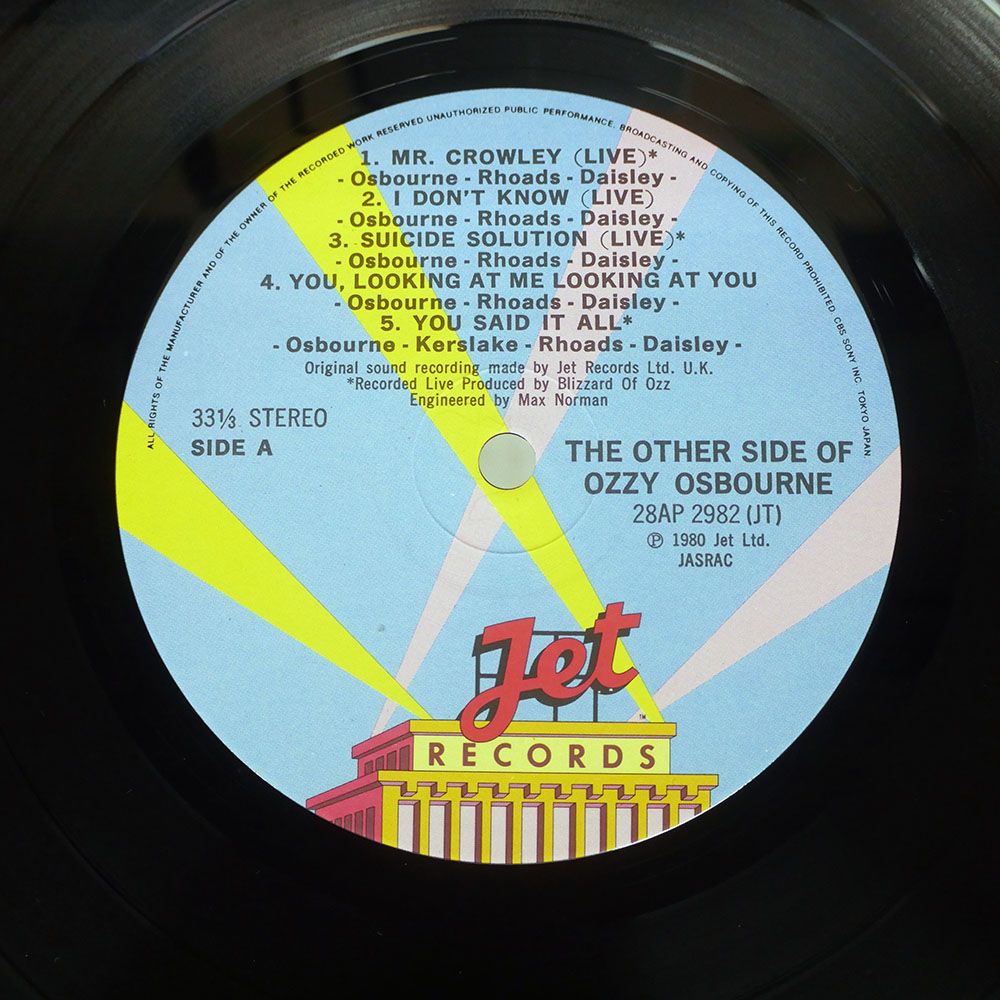 ALL RIGHTS OF THE MANUFACTURER AND OF THE OWNER OF THE RECORDED WORK RESERVED UNAUTHORIZED PUBLIC PERFORMANCE, BROADCASTING AND COPYING OF THIS RECORD PROHIBITED. CBS SONY INC. TOKYO JAPAN
1. MR. CROWLEY (LIVE)*
- Osbourne - Rhoads - Daisley -
2. I DON'T KNOW (LIVE)
- Osbourne - Rhoads - Daisley -
3. SUICIDE SOLUTION (LIVE)*
- Osbourne - Rhoads - Daisley -
4. YOU, LOOKING AT ME LOOKING AT YOU
- Osbourne - Rhoads - Daisley -
5. YOU SAID IT ALL*
- Osbourne - Kerslake - Rhoads - Daisley -
Original sound recording made by Jet Records Ltd. U.K.
*Recorded Live Produced by Blizzard Of Ozz
Engineered by Max Norman
33⅓ STEREO
SIDE A
THE OTHER SIDE OF
OZZY OSBOURNE
28AP 2982 (JT)
℗ 1980 Jet Ltd.
JASRAC
Jet
TM
RECORDS